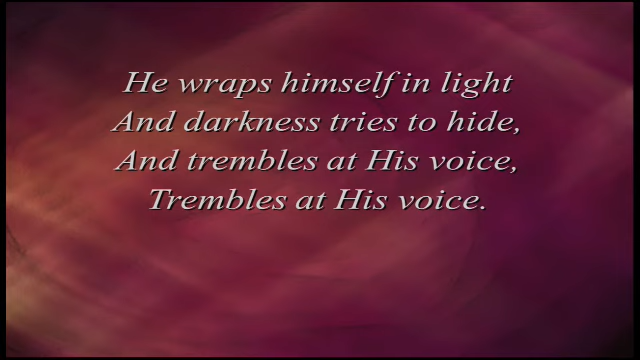 He wraps himself in light
And darkness tries to hide,
And trembles at His voice,
Trembles at His voice.